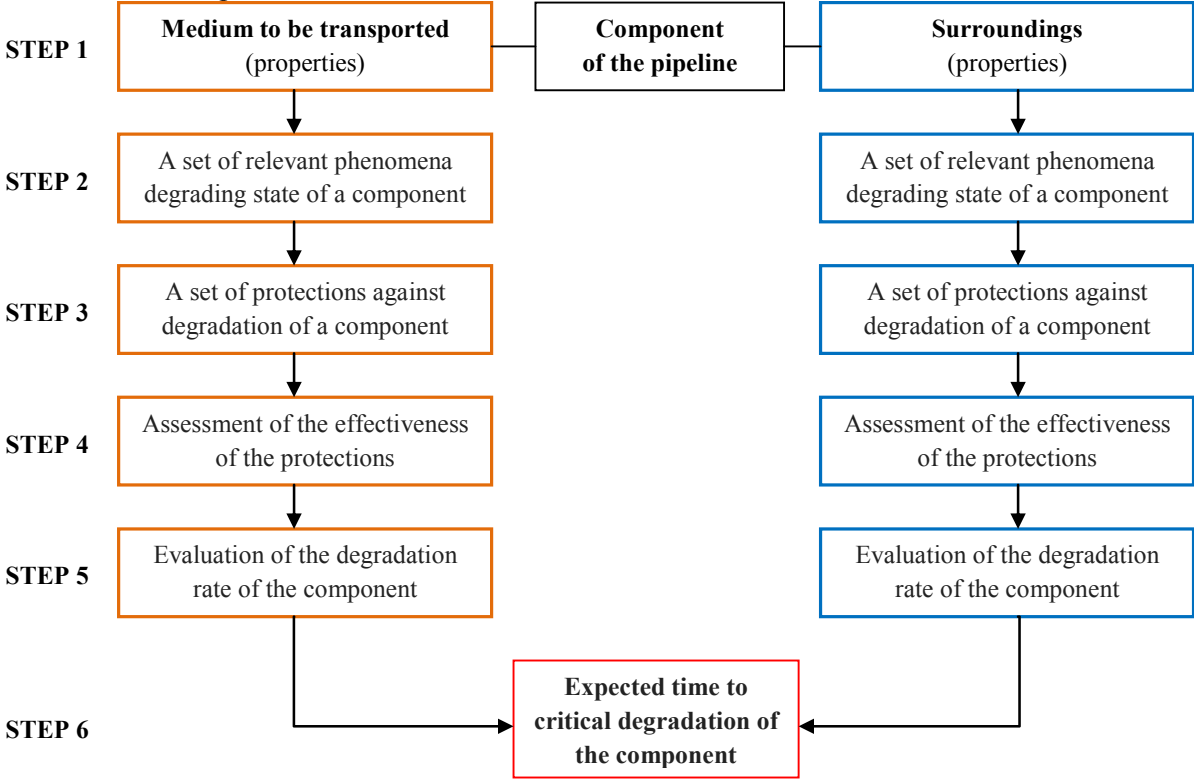 STEP 1
Medium to be transported
(properties)
Component
of the pipeline
Surroundings
(properties)
STEP 2
A set of relevant phenomena
degrading state of a component
A set of relevant phenomena
degrading state of a component
STEP 3
A set of protections against
degradation of a component
A set of protections against
degradation of a component
STEP 4
Assessment of the effectiveness
of the protections
Assessment of the effectiveness
of the protections
STEP 5
Evaluation of the degradation
rate of the component
Evaluation of the degradation
rate of the component
STEP 6
Expected time to
critical degradation of
the component